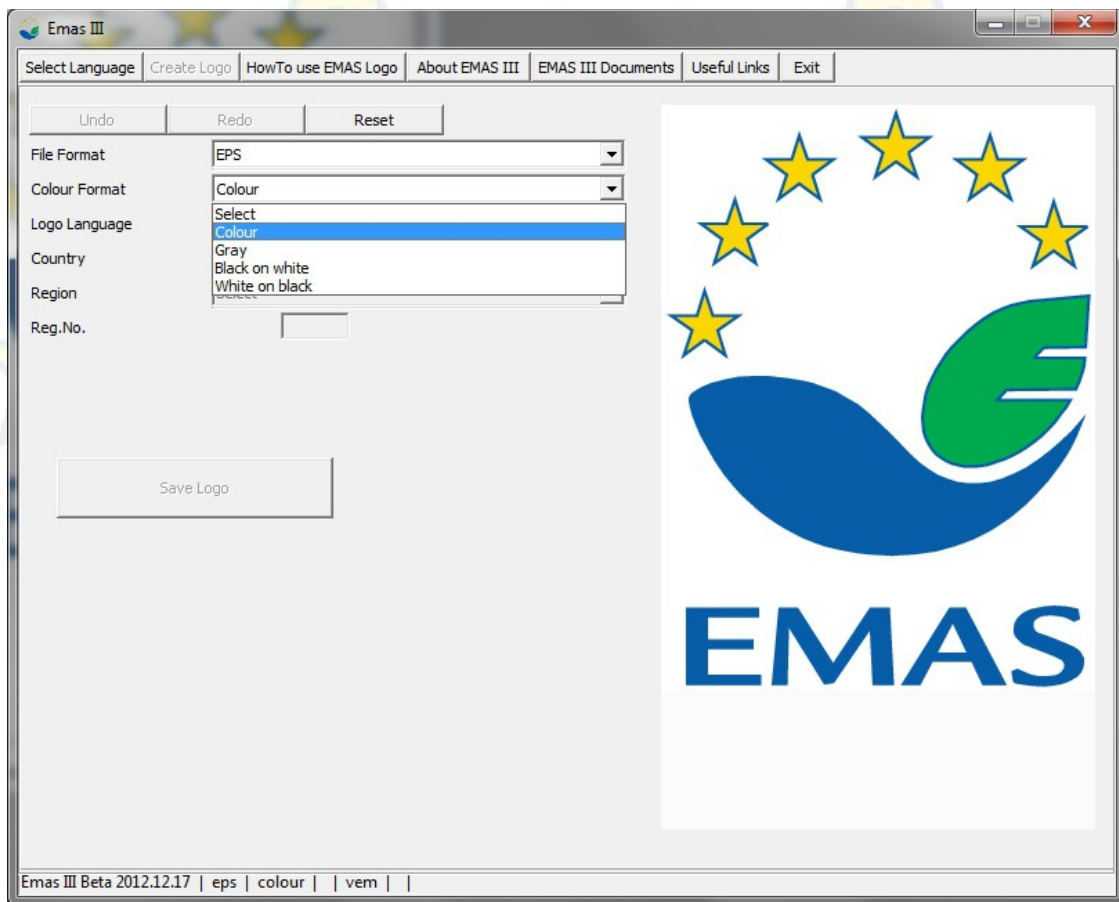 Emas III
Select Language Create Logo HowTo use EMAS Logo About EMAS III EMAS III Documents Useful Links Exit
Undo Redo Reset
File Format EPS
Colour Format Colour
Select
Logo Language
Colour
Gray
Country
Black on white
White on black
Region Select
Reg.No.
Save Logo
E
EMAS
Emas III Beta 2012.12.17 | eps | colour | | vem | |